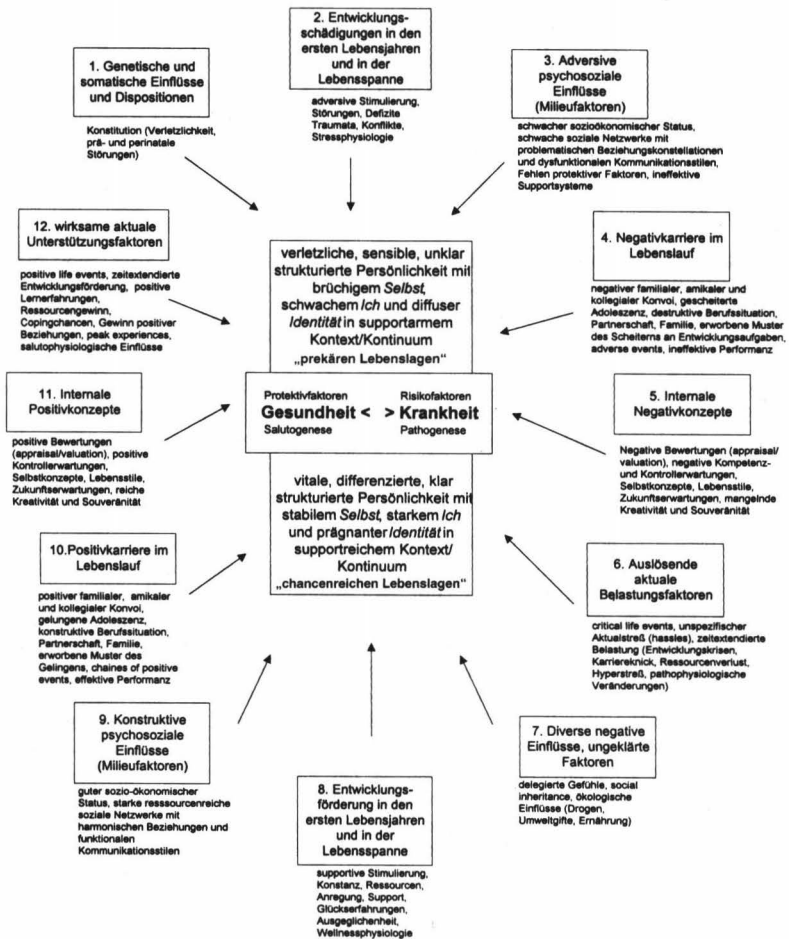 1. Genetische und
somatische Einflüsse
und Dispositionen
Konstitution (Verletzlichkeit,
prä- und perinatale
Störungen)
2. Entwicklungs-
schädigungen in den
ersten Lebensjahren
und in der
Lebensspanne
adversive Stimulierung,
Störungen, Defizite
Traumata, Konflikte,
Stressphysiologie
3. Adversive
psychosoziale
Einflüsse
(Milieufaktoren)
schwacher sozioökonomischer Status,
schwache soziale Netzwerke mit
problematischen Beziehungskonstellationen
und dysfunktionalen Kommunikationsstilen,
Fehlen protektiver Faktoren, ineffektive
Supportsysteme
12. wirksame aktuale
Unterstützungsfaktoren
positive life events, zeitextendierte
Entwicklungsförderung, positive
Lernerfahrungen,
Ressourcengewinn,
Copingchancen, Gewinn positiver
Beziehungen, peak experiences,
salutophysiologische Einflüsse
verletzliche, sensible, unklar
strukturierte Persönlichkeit mit
brüchigem Selbst,
schwachem Ich und diffuser
Identität in supportarmem
Kontext/Kontinuum
„prekären Lebenslagen“
4. Negativkarriere im
Lebenslauf
negativer familialer, amikaler und
kollegialer Konvoi, gescheiterte
Adoleszenz, destruktive Berufssituation,
Partnerschaft, Familie, erworbene Muster
des Scheiterns an Entwicklungsaufgaben,
adverse events, ineffektive Performanz
11. Internale
Positivkonzepte
positive Bewertungen
(appraisal/valuation), positive
Kontrollerwartungen,
Selbstkonzepte, Lebensstile,
Zukunftserwartungen, reiche
Kreativität und Souveränität
Protektivfaktoren Risikofaktoren
Gesundheit < > Krankheit
Salutogenese Pathogenese
5. Internale
Negativkonzepte
Negative Bewertungen (appraisal/
valuation), negative Kompetenz-
und Kontrollerwartungen,
Selbstkonzepte, Lebensstile,
Zukunftserwartungen, mangelnde
Kreativität und Souveränität
vitale, differenzierte, klar
strukturierte Persönlichkeit mit
stabilem Selbst, starkem Ich
und prägnanter Identität in
supportreichem Kontext/
Kontinuum
„chancenreichen Lebenslagen“
10.Positivkarriere im
Lebenslauf
positiver familialer, amikaler
und kollegialer Konvoi,
gelungene Adoleszenz,
konstruktive Berufssituation,
Partnerschaft, Familie,
erworbene Muster des
Gelingens, chaines of positive
events, effektive Performanz
6. Auslösende
aktuale
Belastungsfaktoren
critical life events, unspezifischer
Aktualstreß (hassles), zeitextendierte
Belastung (Entwicklungskrisen,
Karriereknick, Ressourcenverlust,
Hyperstreß, pathophysiologische
Veränderungen)
9. Konstruktive
psychosoziale
Einflüsse
(Milieufaktoren)
guter sozio-ökonomischer
Status, starke resssourcenreiche
soziale Netzwerke mit
harmonischen Beziehungen und
funktionalen
Kommunikationsstilen
8. Entwicklungs-
förderung in den
ersten Lebensjahren
und in der
Lebensspanne
supportive Stimulierung,
Konstanz, Ressourcen,
Anregung, Support,
Glückserfahrungen,
Ausgeglichenheit,
Wellnessphysiologie
7. Diverse negative
Einflüsse, ungeklärte
Faktoren
delegierte Gefühle, social
inheritance, ökologische
Einflüsse (Drogen,
Umweltgifte, Ernährung)